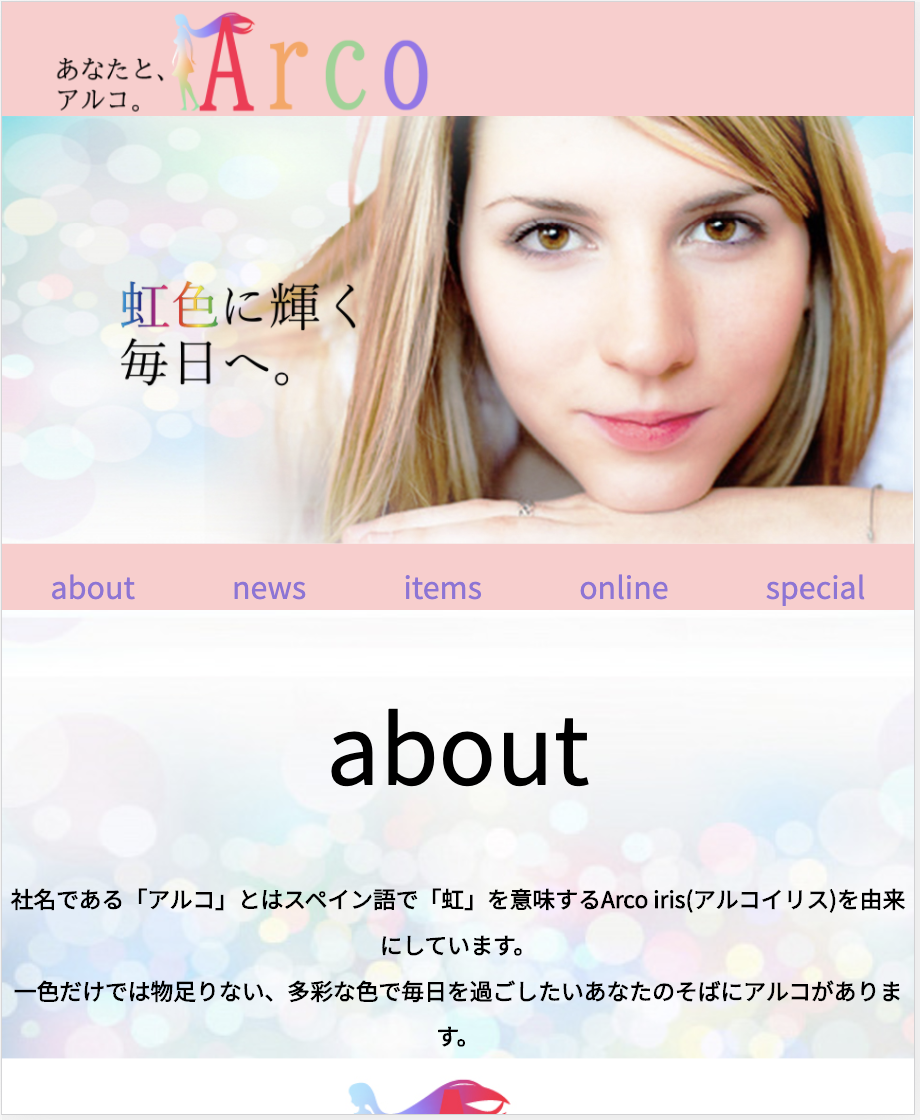 あなたと、
アルコ。
Arco
虹色に輝く
毎日へ。
about news items online special
about
社名である「アルコ」とはスペイン語で「虹」を意味するArco iris(アルコイリス)を由来
にしています。
一色だけでは物足りない、多彩な色で毎日を過ごしたいあなたのそばにアルコがありま
す。